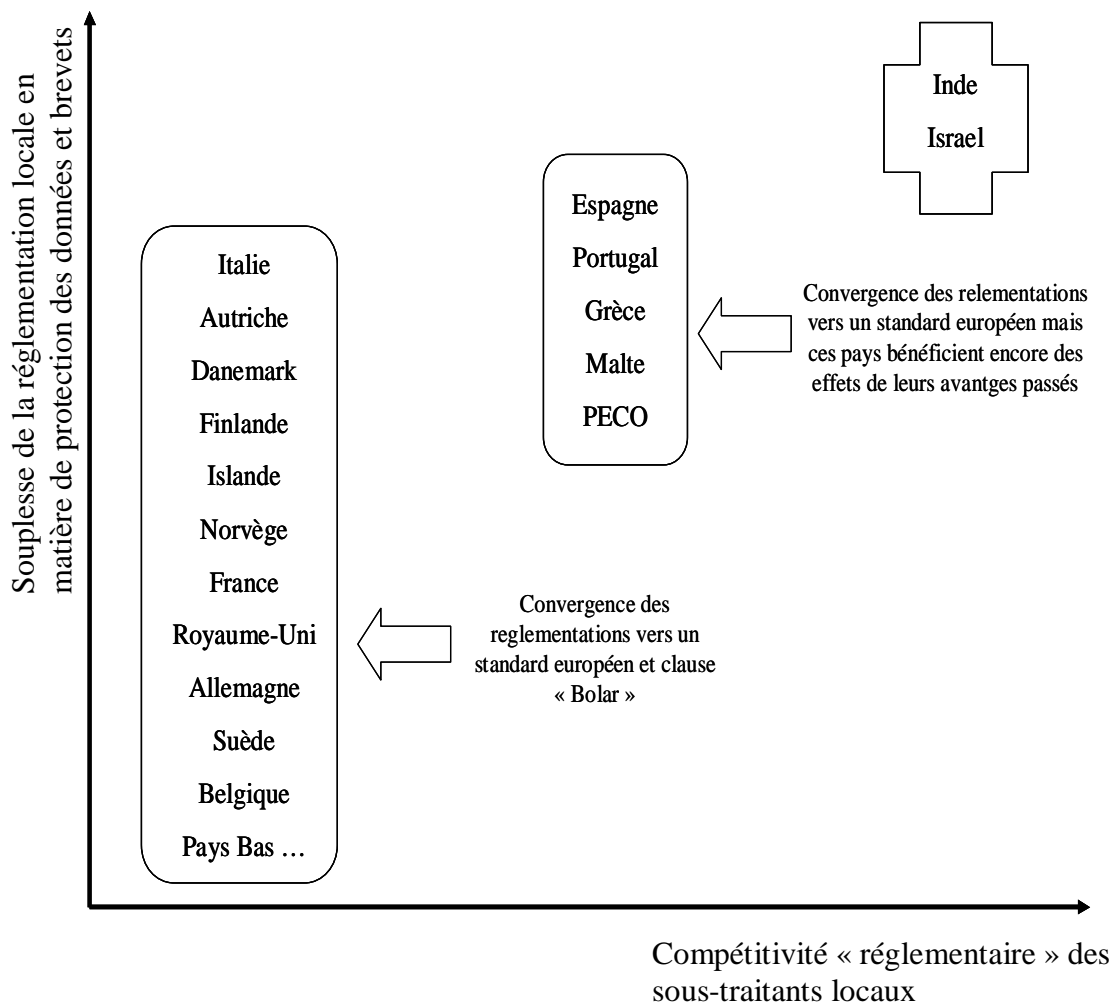 Souplesse de la réglementation locale en
matière de protection des données et brevets
Inde
Israel
Espagne
Portugal
Grèce
Malte
PECO
Convergence des relementations
vers un standard européen mais
ces pays bénéficient encore des
effets de leurs avantges passés
Italie
Autriche
Danemark
Finlande
Islande
Norvège
France
Royaume-Uni
Allemagne
Suède
Belgique
Pays Bas …
Convergence des
reglementations vers un
standard européen et clause
« Bolar »
Compétitivité « réglementaire » des
sous-traitants locaux